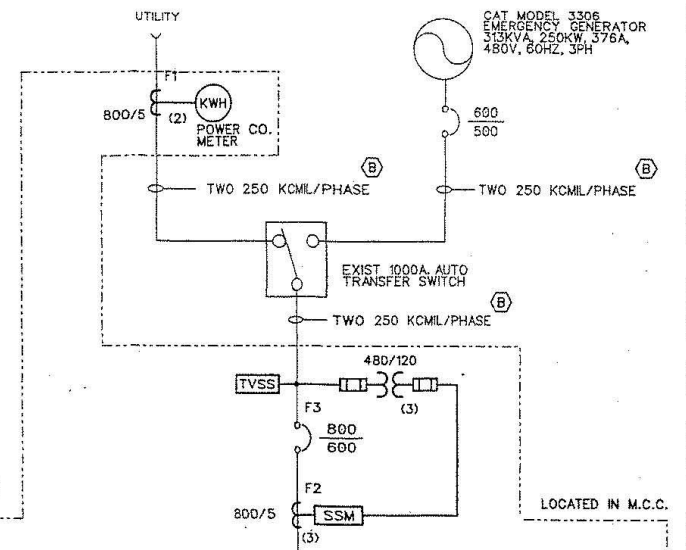 UTILITY
CAT MODEL 3306
EMERGENCY GENERATOR
313KVA, 250KW, 376A,
480V, 60HZ, 3PH
F1
KWH
800/5
(2)
POWER CO.
METER
600
500
B
TWO 250 KCMIL/PHASE
B
TWO 250 KCMIL/PHASE
EXIST 1000A. AUTO
TRANSFER SWITCH
B
TWO 250 KCMIL/PHASE
480/120
TVSS
(3)
F3
800
600
F2
800/5
SSM
(3)
LOCATED IN M.C.C.